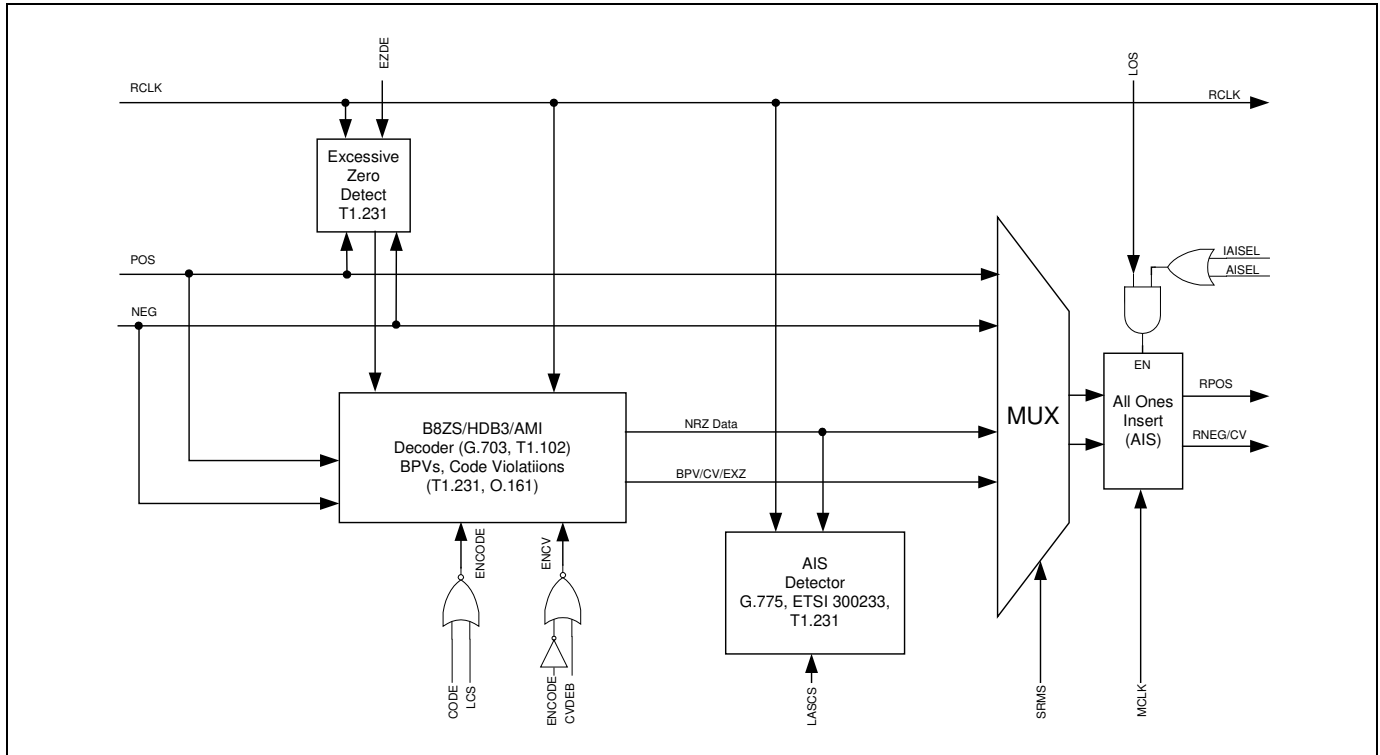 EZDE
LOS
RCLK
RCLK
Excessive
Zero
Detect
T1.231
IAISEL
AISEL
POS
NEG
EN
All Ones
Insert
(AIS)
RPOS
RNEG/CV
MUX
B8ZS/HDB3/AMI
Decoder (G.703, T1.102)
BPVs, Code Violatiions
(T1.231, O.161)
NRZ Data
BPV/CV/EXZ
ENCODE
ENCV
AIS
Detector
G.775, ETSI 300233,
T1.231
CODE
LCS
ENCODE
CVDEB
LASCS
SRMS
MCLK